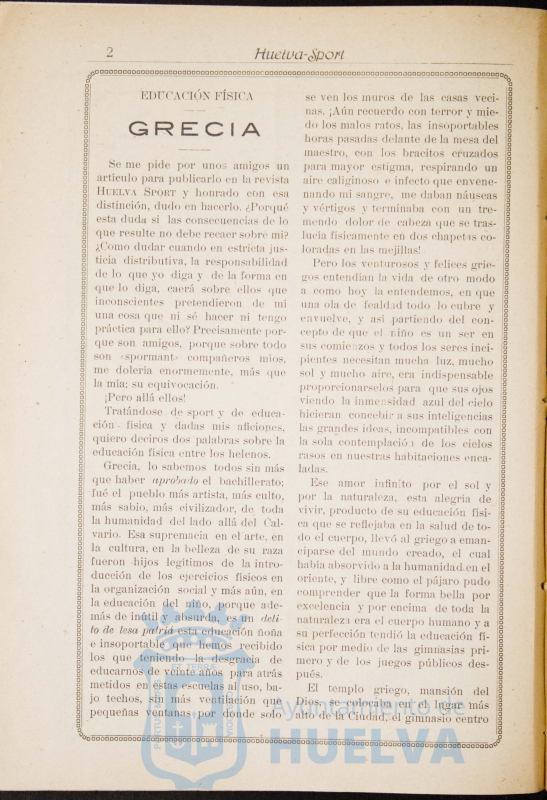 2
Huelva-Sport
EDUCACIÓN FÍSICA
GRECIA
Se me pide por unos amigos un
artículo para publicarlo en la revista
HUELVA SPORT y honrado con esa
distinción, dudo en hacerlo. ¿Porqué
esta duda si las consecuencias de lo
que resulte no debe recaer sobre mi?
¿Como dudar cuando en estricta jus-
ticia distributiva, la responsabilidad
de lo que yo diga y de la forma en
que lo diga, caerá sobre ellos que
inconscientes pretendieron de mi
una cosa que ni sé hacer ni tengo
práctica para ello? Precisamente por-
que son amigos, porque sobre todo
son «spormant» compañeros mios,
me doleria enormemente, más que
la mia; su equivocación.
¡Pero allá ellos!
Tratándose de sport y de educa-
ción física y dadas mis aficiones,
quiero deciros dos palabras sobre la
educación física entre los helenos.
Grecia, lo sabemos todos sin más
que haber aprobado el bachillerato;
fué el pueblo más artista, más culto,
más sabio, más civilizador, de toda
la humanidad del lado allá del Cal-
vario. Esa supremacia en el arte, en
la cultura, en la belleza de su raza
fueron hijos legítimos de la intro-
ducción de los ejercicios físicos en
la organización social y más aún, en
la educación del niño, porque ade-
más de inútil y absurda, es un deli-
to de lesa patria esta educación ñoña
e insoportable que hemos recibido
los que teniendo la desgracia de
educarnos de veinte años para atrás
metidos en estas escuelas al uso, ba-
jo techos, sin más ventilación que
pequeñas ventanas por donde solo
se ven los muros de las casas veci-
nas. ¡Aún recuerdo con terror y mie-
do los malos ratos, las insoportables
horas pasadas delante de la mesa del
maestro, con los bracitos cruzados
para mayor estigma, respirando un
aire caliginoso e infecto que envene-
nando mi sangre, me daban náuseas
y vértigos y terminaba con un tre-
mendo dolor de cabeza que se tras-
lucia físicamente en dos chapetas co-
loradas en las mejillas!
Pero los venturosos y felices grie-
gos entendian la vida de otro modo
a como hoy la entendemos, en que
una ola de fealdad todo lo cubre y
envuelve, y asi partiendo del con-
cepto de que el niño es un ser en
sus comienzos y todos los seres inci-
pientes necesitan mucha luz, mucho
sol y mucho aire, era indispensable
proporcionarselos para que sus ojos
viendo la inmensidad azul del cielo
hicieran concebir a sus inteligencias
las grandes ideas, incompatibles con
la sola contemplación de los cielos
rasos en nuestras habitaciones enca-
ladas.
Ese amor infinito por el sol y
por la naturaleza, esta alegria de
vivir, producto de su educación físi-
ca que se reflejaba en la salud de to-
do el cuerpo, llevó al griego a eman-
ciparse del mundo creado, el cual
habia absorvido a la humanidad en el
oriente, y libre como el pájaro pudo
comprender que la forma bella por
excelencia y por encima de toda la
naturaleza era el cuerpo humano y a
su perfección tendió la educación fí-
sica por medio de las gimnasias pri-
mero y de los juegos públicos des-
pués.
El templo griego, mansión del
Dios, se colocaba en el lugar más
alto de la Ciudad, el gimnasio centro
Ayuntamiento de
HUELVA